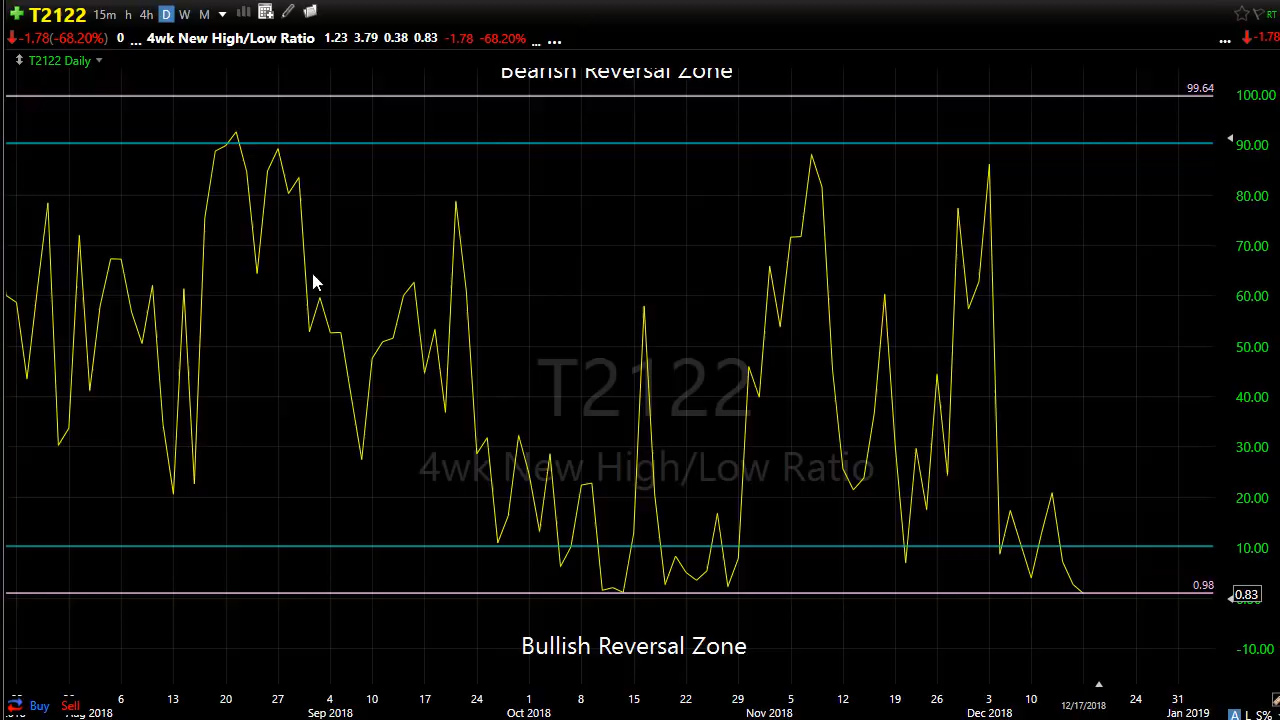 T2122 15m h 4h D W M RT
-1.78(-68.20%) 0 ... 4wk New High/Low Ratio 1.23 3.79 0.38 0.83 -1.78 -68.20% ... ... ... -1.78
T2122 Daily
Bearish Reversal Zone
99.64
100.00
90.00
80.00
70.00
60.00
50.00
T2122
40.00
30.00
4wk New High/Low Ratio
20.00
10.00
0.98
0.83
Bullish Reversal Zone
-10.00
6 13 20 27 4 10 17 24 1 8 15 22 29 5 12 19 26 3 10 24 31
Buy Sell Aug 2018 Sep 2018 Oct 2018 Nov 2018 Dec 2018 12/17/2018 Jan 2019
A L S%